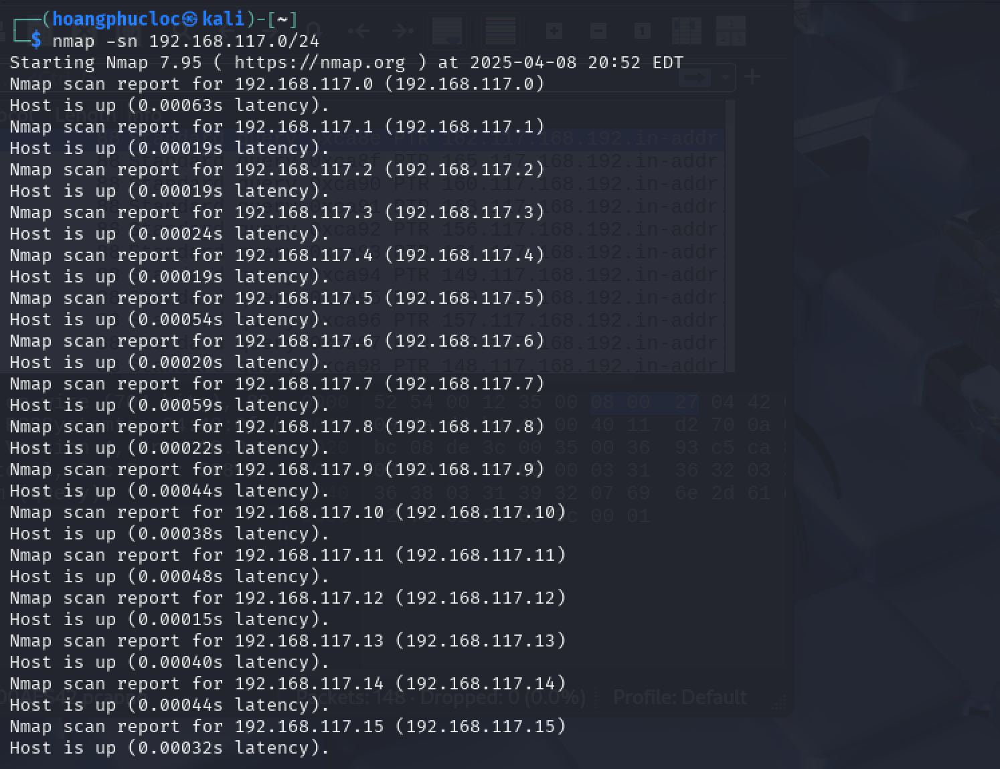 (hoangphucloc㉿kali)-[~]
$ nmap -sn 192.168.117.0/24
Starting Nmap 7.95 ( https://nmap.org ) at 2025-04-08 20:52 EDT
Nmap scan report for 192.168.117.0 (192.168.117.0)
Host is up (0.00063s latency).
Nmap scan report for 192.168.117.1 (192.168.117.1)
Host is up (0.00019s latency).
Nmap scan report for 192.168.117.2 (192.168.117.2)
Host is up (0.00019s latency).
Nmap scan report for 192.168.117.3 (192.168.117.3)
Host is up (0.00024s latency).
Nmap scan report for 192.168.117.4 (192.168.117.4)
Host is up (0.00019s latency).
Nmap scan report for 192.168.117.5 (192.168.117.5)
Host is up (0.00054s latency).
Nmap scan report for 192.168.117.6 (192.168.117.6)
Host is up (0.00020s latency).
Nmap scan report for 192.168.117.7 (192.168.117.7)
Host is up (0.00059s latency).
Nmap scan report for 192.168.117.8 (192.168.117.8)
Host is up (0.00022s latency).
Nmap scan report for 192.168.117.9 (192.168.117.9)
Host is up (0.00044s latency).
Nmap scan report for 192.168.117.10 (192.168.117.10)
Host is up (0.00038s latency).
Nmap scan report for 192.168.117.11 (192.168.117.11)
Host is up (0.00048s latency).
Nmap scan report for 192.168.117.12 (192.168.117.12)
Host is up (0.00015s latency).
Nmap scan report for 192.168.117.13 (192.168.117.13)
Host is up (0.00040s latency).
Nmap scan report for 192.168.117.14 (192.168.117.14)
Host is up (0.00044s latency).
Packets: 148 · Dropped: 0 (0.0%)
Profile: Default
Nmap scan report for 192.168.117.15 (192.168.117.15)
Host is up (0.00032s latency).